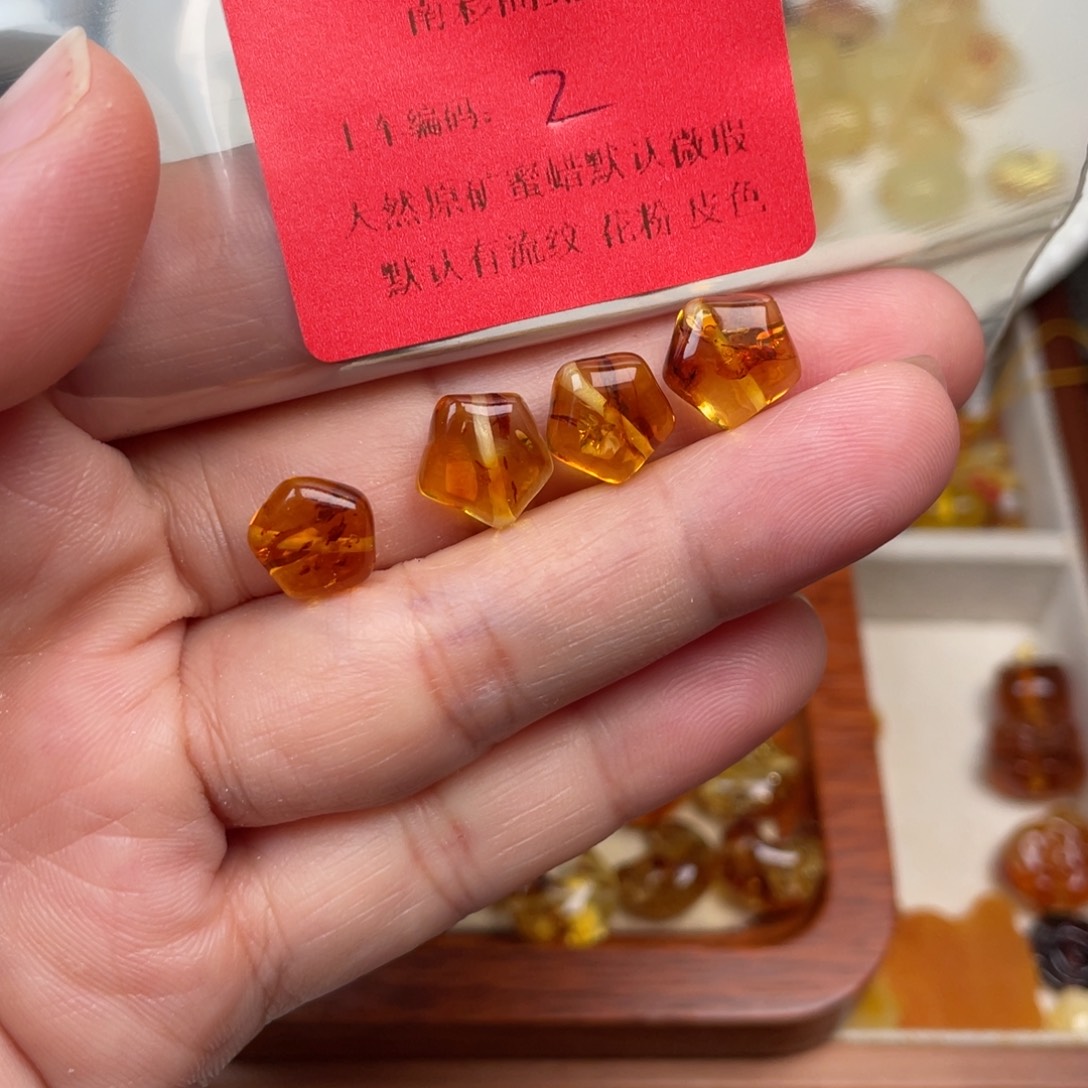 1个编码: 2
天然原矿蜜蜡默认微瑕
默认有流纹 花粉 皮色